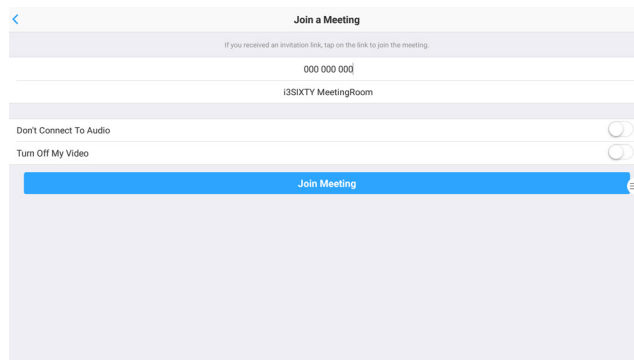 Join a Meeting
If you received an invitation link, tap on the link to join the meeting.
000 000 000
i3SIXTY MeetingRoom
Don't Connect To Audio
Turn Off My Video
Join Meeting